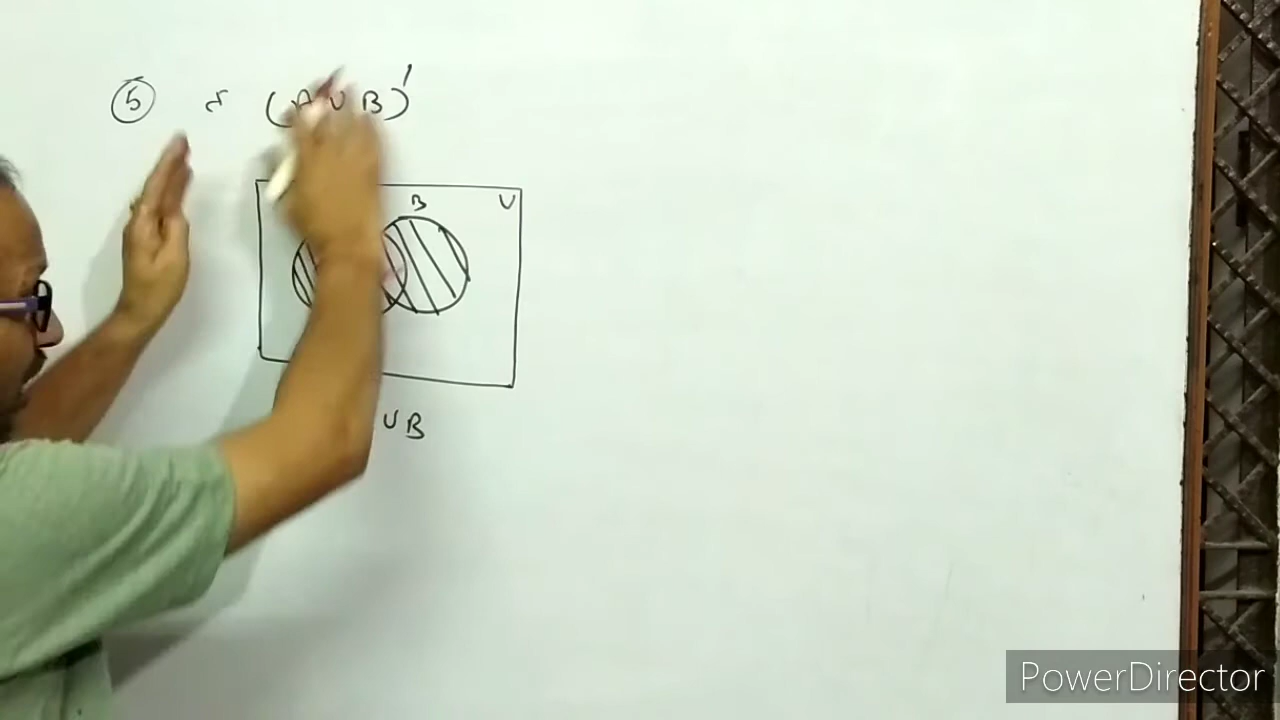 ⑤ (A ∪ B)'
B U
∪ B
PowerDirector